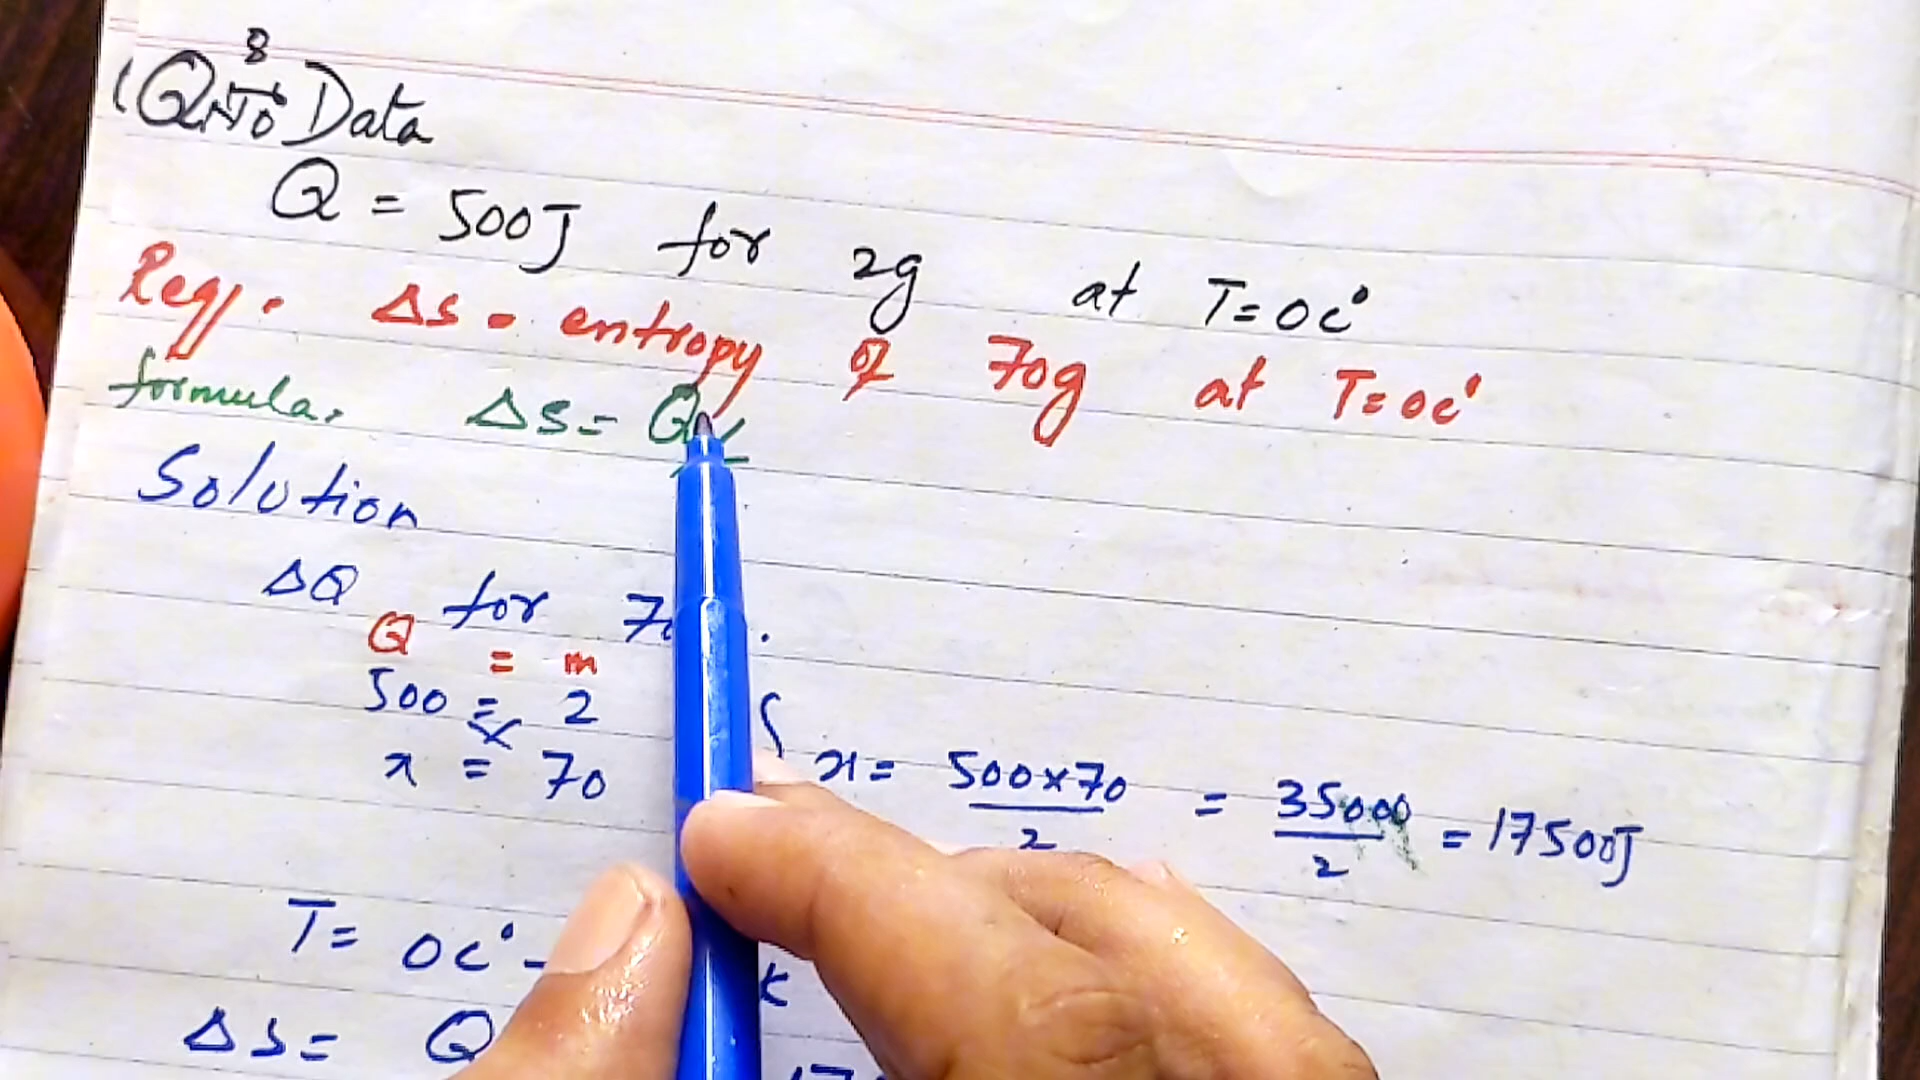 QNo 8 Data
Q = 500J for 2g at T=0c°
Req. ΔS = entropy of 70g at T=0c°
formula. ΔS = Q
Solution
ΔQ for 7
Q = m
500 = 2
x = 70
x = 500×70/2 = 35000/2 = 17500J
T= 0c° - K
ΔS = Q